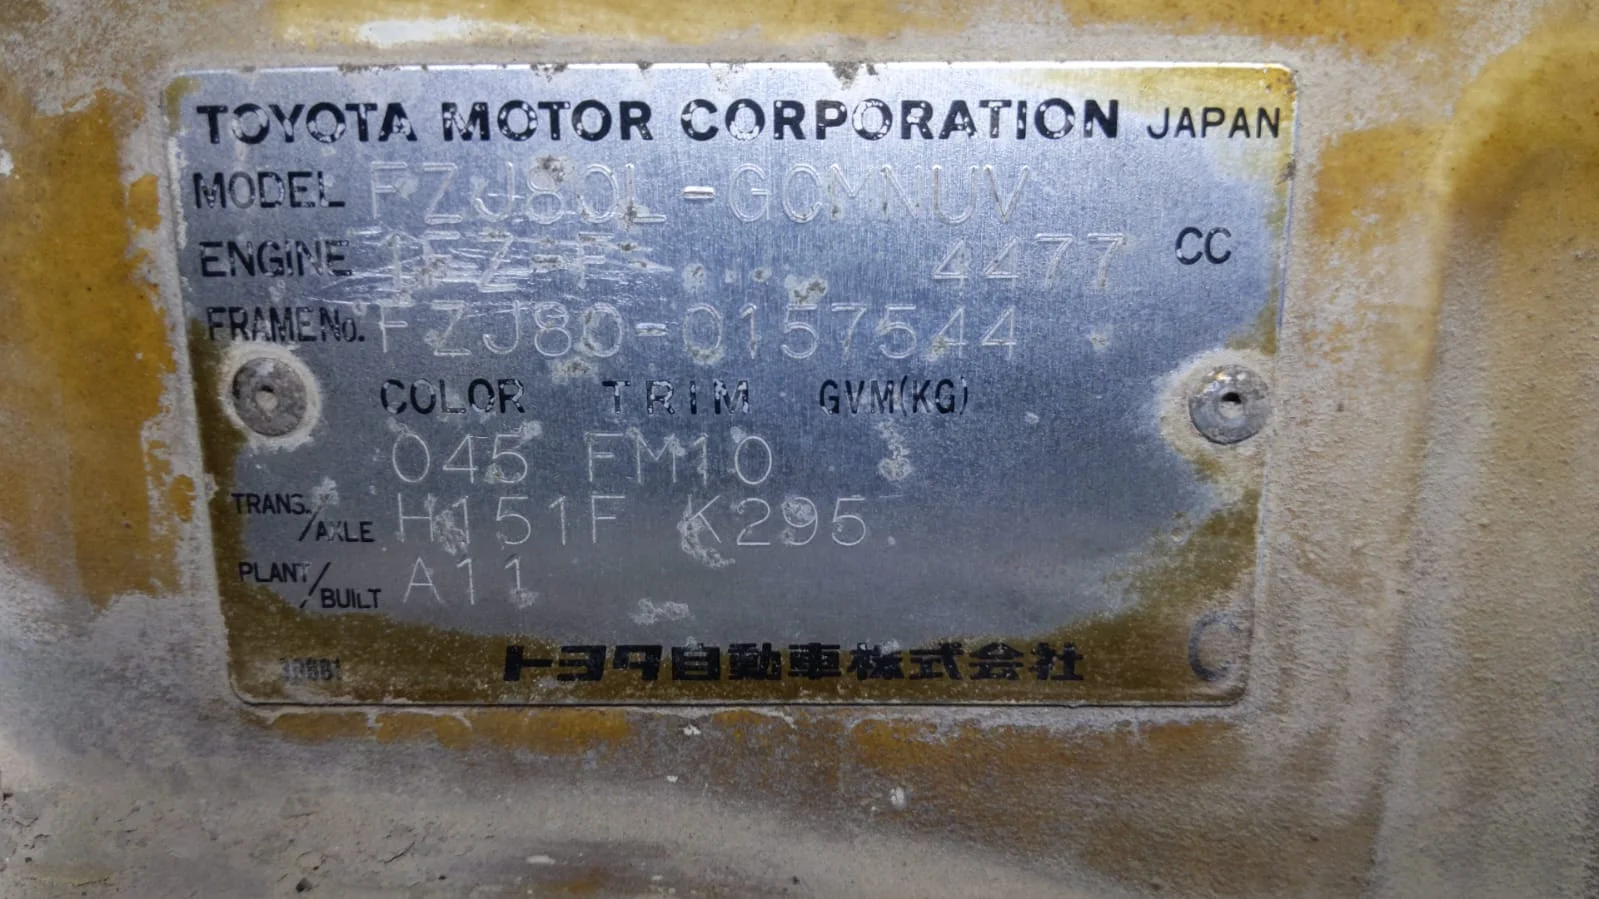 TOYOTA MOTOR CORPORATION JAPAN
MODEL FZJ80L-GCMNUV
ENGINE 1FZ-F 4477 CC
FRAME No. FZJ80-0157544
COLOR TRIM GVM(KG)
045 FM10
TRANS./AXLE H151F K295
PLANT/BUILT A11
トヨタ自動車株式会社 C